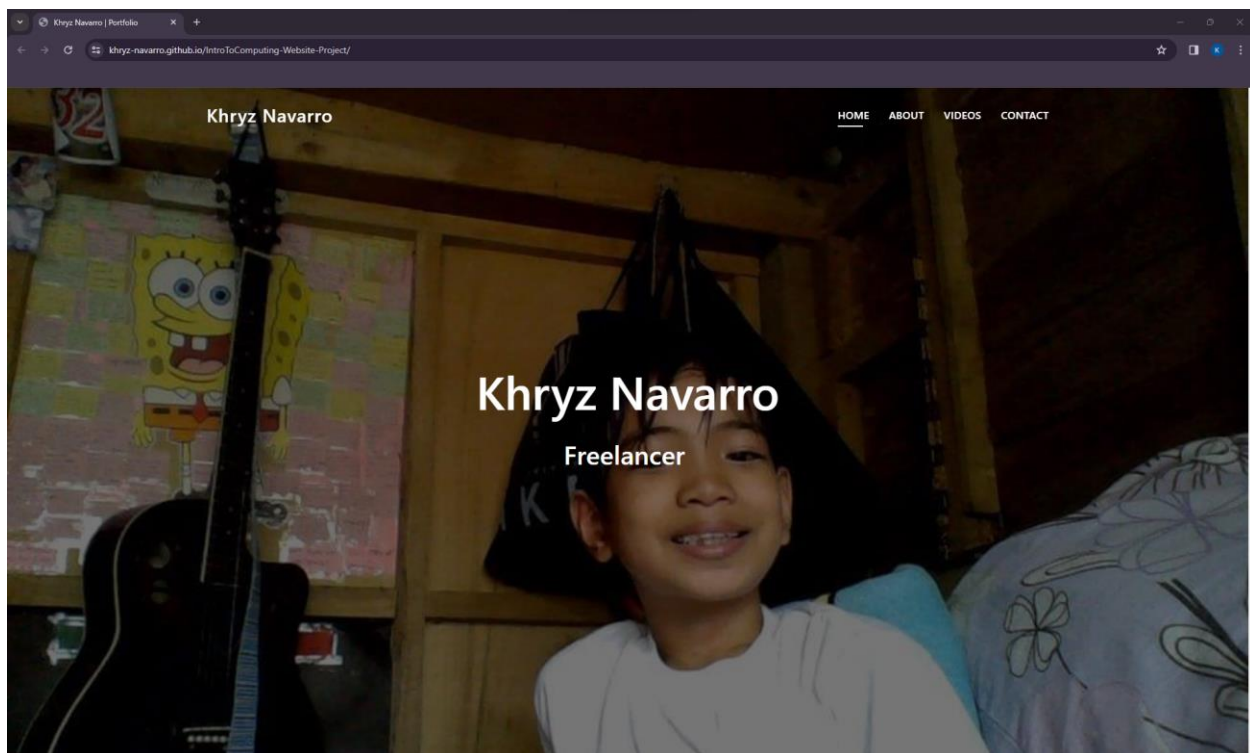 Khryz Navarro | Portfolio
khryz-navarro.github.io/IntroToComputing-Website-Project/
K
Khryz Navarro
HOME ABOUT VIDEOS CONTACT
32
Khryz Navarro
Freelancer
K